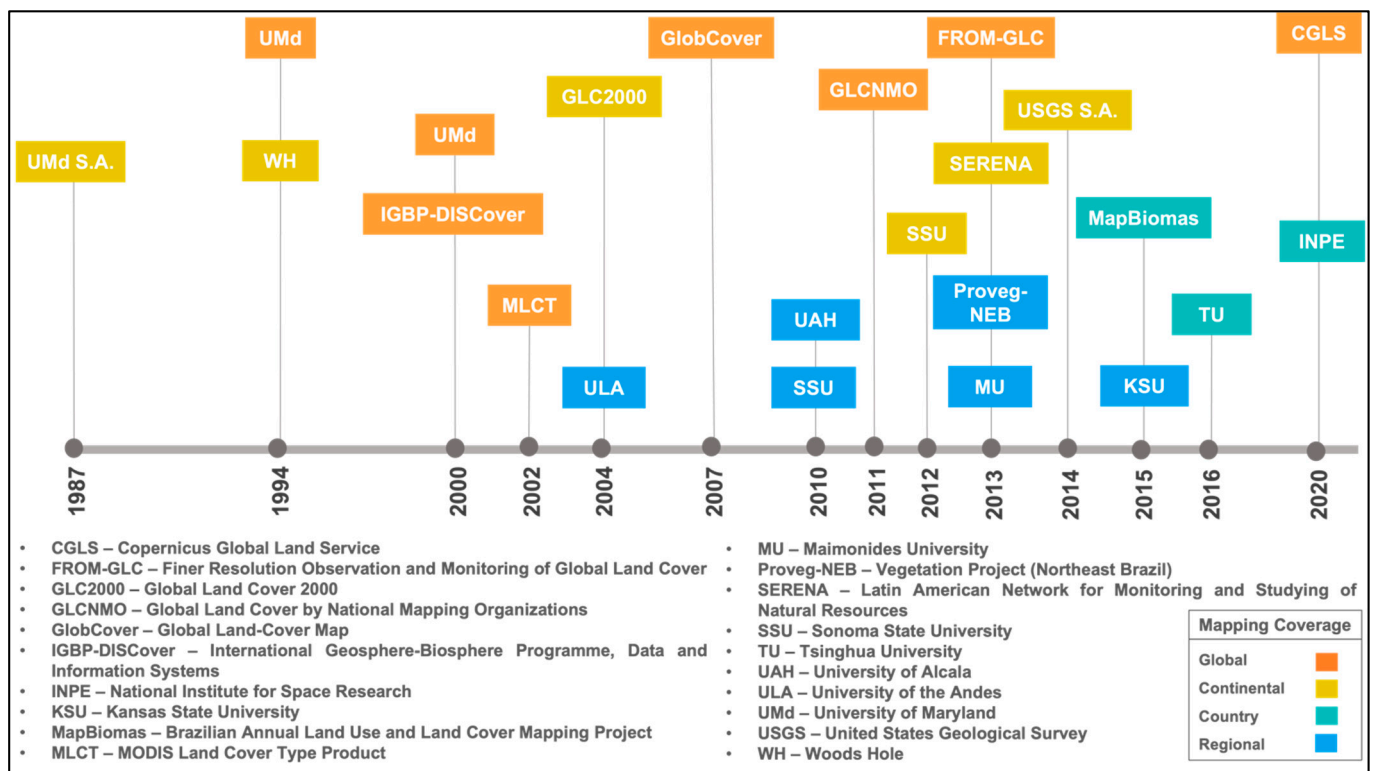 UMd
GlobCover
FROM-GLC
CGLS
GLC2000
GLCNMO
USGS S.A.
UMd
UMd S.A.
WH
SERENA
IGBP-DISCover
MapBiomas
SSU
INPE
MLCT
UAH
Proveg-
NEB
TU
ULA
SSU
MU
KSU
1987
1994
2000
2002
2004
2007
2010
2011
2012
2013
2014
2015
2016
2020
• CGLS – Copernicus Global Land Service
• FROM-GLC – Finer Resolution Observation and Monitoring of Global Land Cover
• GLC2000 – Global Land Cover 2000
• GLCNMO – Global Land Cover by National Mapping Organizations
• GlobCover – Global Land-Cover Map
• IGBP-DISCover – International Geosphere-Biosphere Programme, Data and
Information Systems
• INPE – National Institute for Space Research
• KSU – Kansas State University
• MapBiomas – Brazilian Annual Land Use and Land Cover Mapping Project
• MLCT – MODIS Land Cover Type Product
• MU – Maimonides University
• Proveg-NEB – Vegetation Project (Northeast Brazil)
• SERENA – Latin American Network for Monitoring and Studying of
Natural Resources
• SSU – Sonoma State University
• TU – Tsinghua University
• UAH – University of Alcala
• ULA – University of the Andes
• UMd – University of Maryland
• USGS – United States Geological Survey
• WH – Woods Hole
Mapping Coverage
Global
Continental
Country
Regional